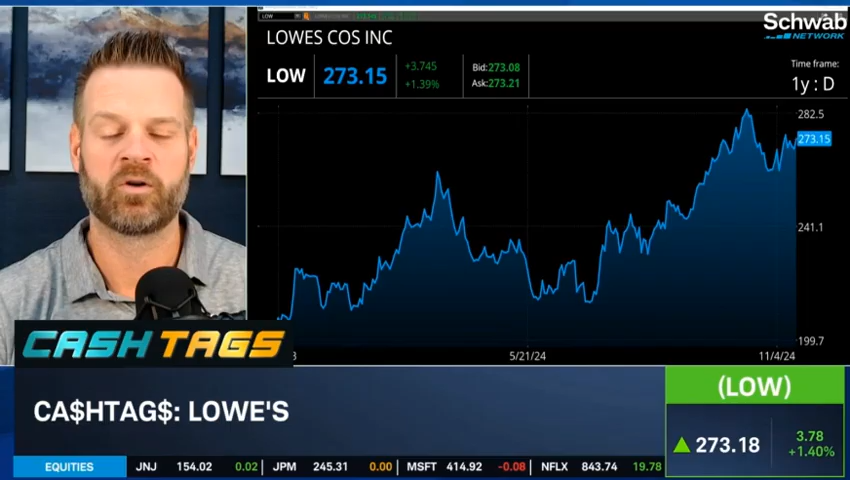 Schwab
NETWORK
LOW
LOWES COS INC
LOW
273.15
+3.745
+1.39%
Bid:273.08
Ask:273.21
Time frame:
1y : D
282.5
273.15
241.1
199.7
5/21/24
11/4/24
CASH TAGS
CA$HTAG$: LOWE'S
(LOW)
273.18
3.78
+1.40%
EQUITIES
JNJ 154.02 0.02 JPM 245.31 0.00 MSFT 414.92 -0.08 NFLX 843.74 19.78